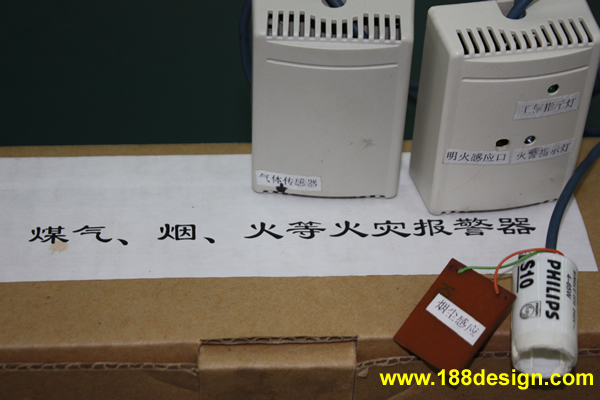 工作指示灯
明火感应口
火警指示灯
气体传感器
煤气、烟、火等火灾报警器
烟尘感应
PHILIPS
S10
4-65W
www.188design.com